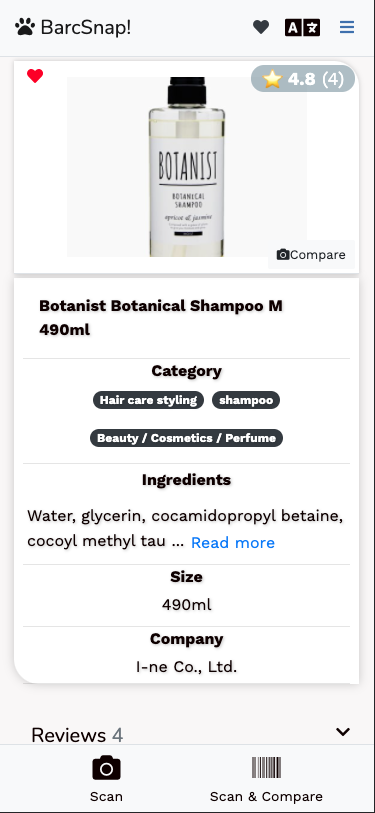 BarcSnap!
A
4.8 (4)
BOTANIST
BOTANICAL
SHAMPOO
apricot & jasmine
Compare
Botanist Botanical Shampoo M
490ml
Category
Hair care styling
shampoo
Beauty / Cosmetics / Perfume
Ingredients
Water, glycerin, cocamidopropyl betaine,
cocoyl methyl tau ... Read more
Size
490ml
Company
I-ne Co., Ltd.
Reviews 4
Scan
Scan & Compare